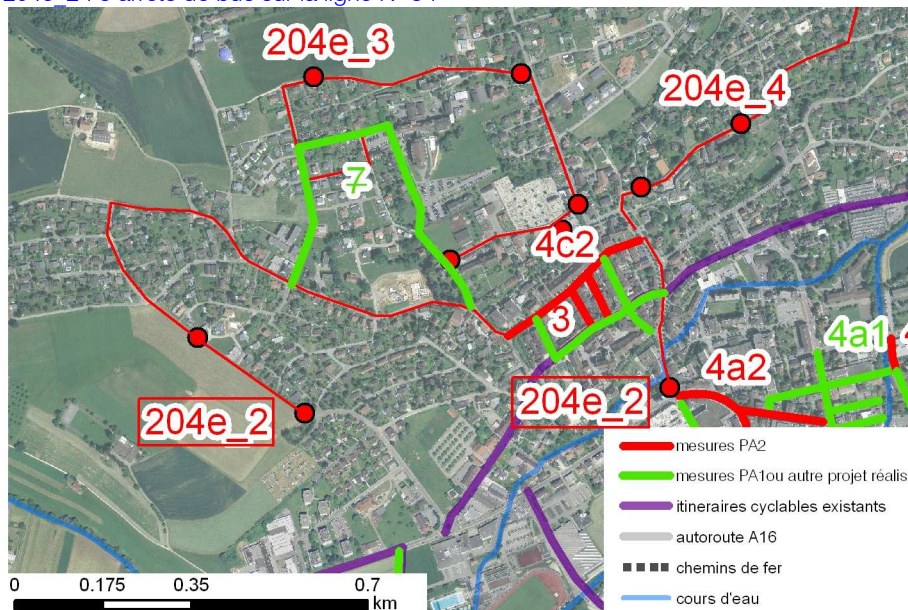 204e_3
204e_4
7
4c2
3
4a1
4a2
204e_2
204e_2
mesures PA2
mesures PA1ou autre projet réalis
itineraires cyclables existants
autoroute A16
chemins de fer
cours d'eau
0 0.175 0.35 0.7
km